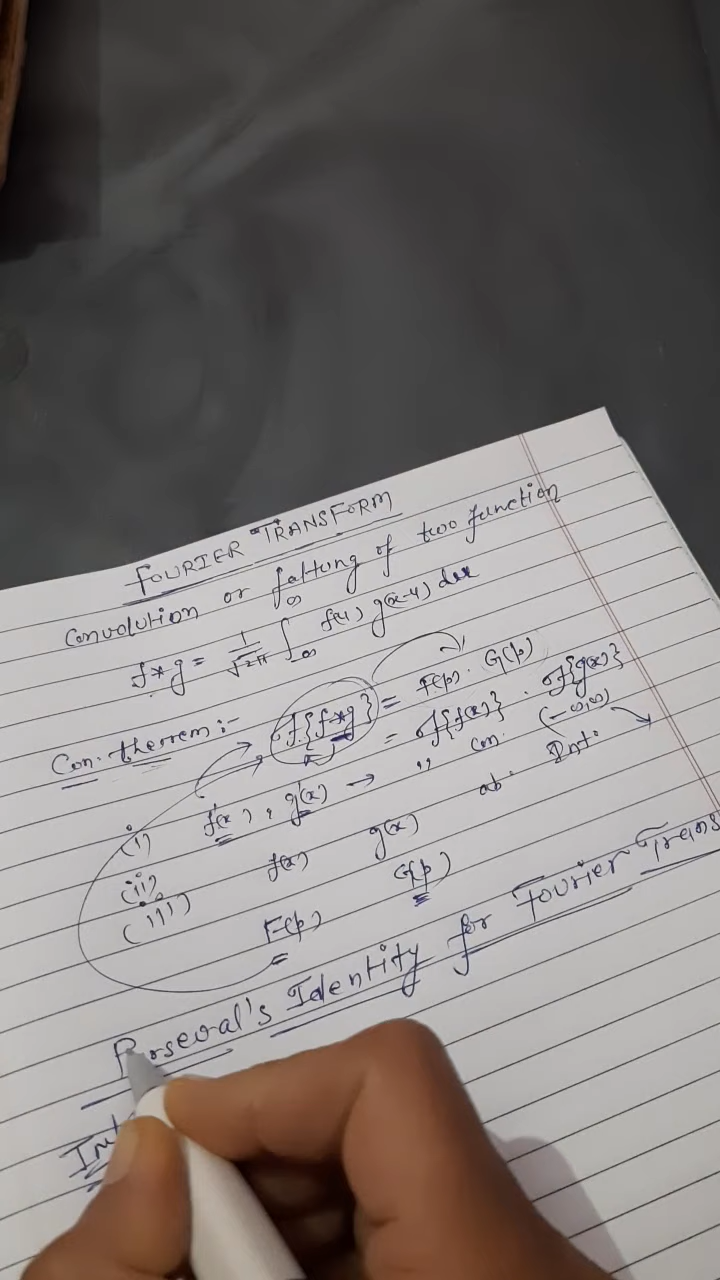 FOURIER TRANSFORM
Convolution or faltung of two function
f*g = 1/√2π ∫ ∞ ∞ f(u) g(x-u) du
Con. theorem :- F{f*g} = F(p) . G(p)
= F{f(x)} . F{g(x)}
(i) f'(x), g'(x) → ,, con. (-∞,∞)
(ii) f(x) g(x) ab. Int.
(iii) F(p) G(p)
Parseval's Identity for Fourier Trans